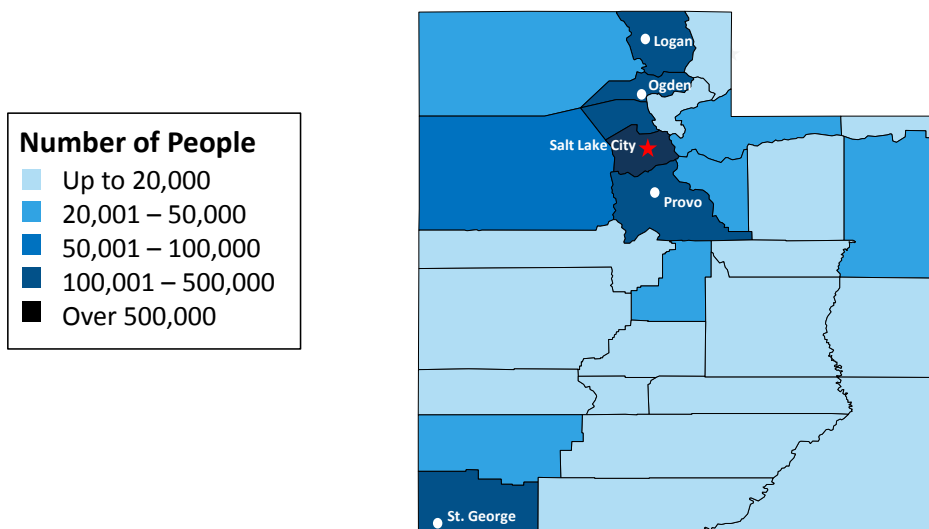 Number of People
Up to 20,000
20,001 – 50,000
50,001 – 100,000
100,001 – 500,000
Over 500,000
Logan
Ogden
Salt Lake City
Provo
St. George